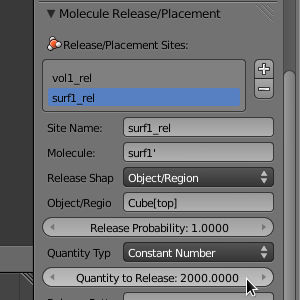 Molecule Release/Placement
Release/Placement Sites:
vol1_rel
surf1_rel
Site Name: surf1_rel
Molecule: surf1'
Release Shap Object/Region
Object/Regio Cube[top]
Release Probability: 1.0000
Quantity Typ Constant Number
Quantity to Release: 2000.0000